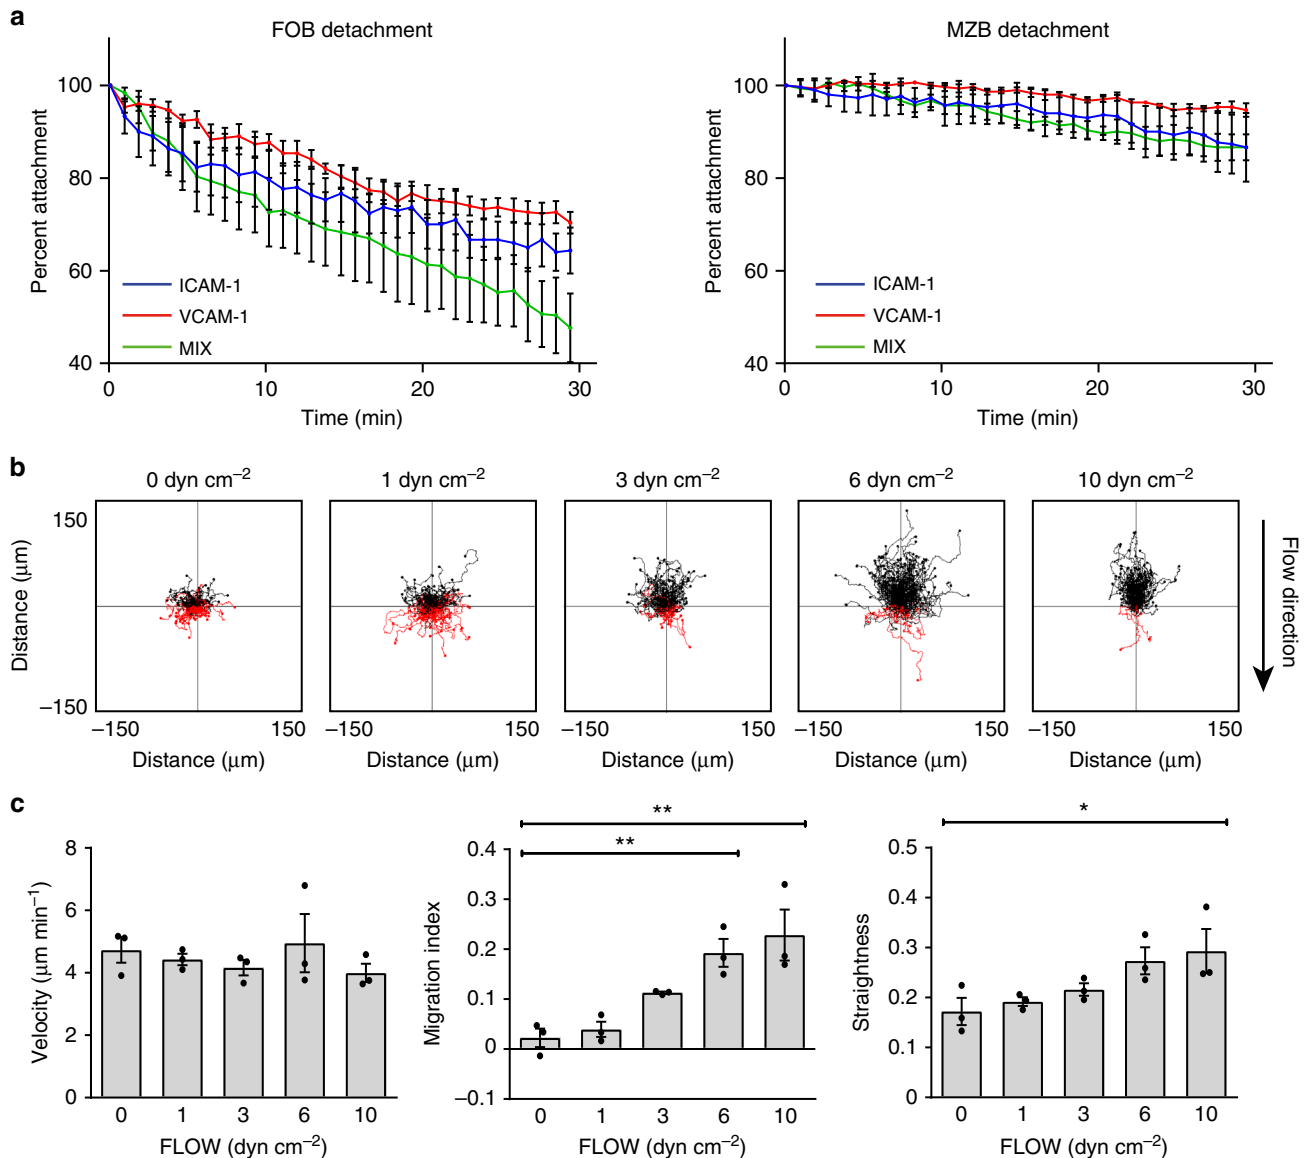 a
FOB detachment
MZB detachment
Percent attachment
100
80
60
40
ICAM-1
VCAM-1
MIX
0 10 20 30
Time (min)
Percent attachment
100
80
60
40
ICAM-1
VCAM-1
MIX
0 10 20 30
Time (min)
b
0 dyn cm⁻² 1 dyn cm⁻² 3 dyn cm⁻² 6 dyn cm⁻² 10 dyn cm⁻²
Distance (μm)
150
−150
Flow direction
−150 150 −150 150 −150 150 −150 150 −150 150
Distance (μm) Distance (μm) Distance (μm) Distance (μm) Distance (μm)
c
Velocity (μm min⁻¹)
8
6
4
2
0
0 1 3 6 10
FLOW (dyn cm⁻²)
**
**
Migration index
0.4
0.3
0.2
0.1
0
−0.1
0 1 3 6 10
FLOW (dyn cm⁻²)
*
Straightness
0.5
0.4
0.3
0.2
0.1
0
0 1 3 6 10
FLOW (dyn cm⁻²)